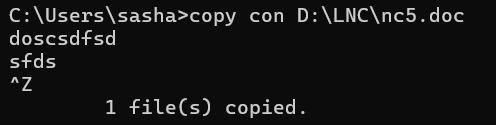 C:\Users\sasha>copy con D:\LNC\nc5.doc
doscsdfsd
sfds
^Z
        1 file(s) copied.